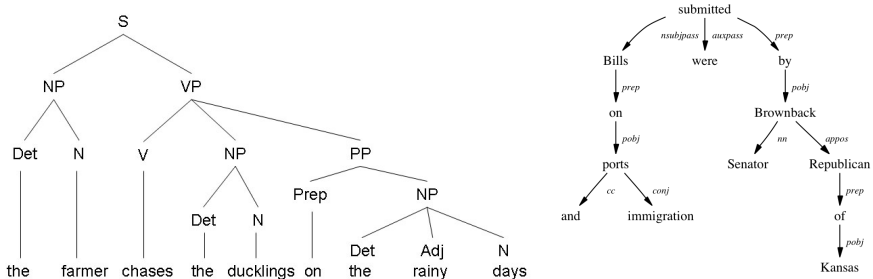 S
NP VP
Det N V NP PP
Det N Prep NP
Det Adj N
the farmer chases the ducklings on the rainy days
submitted
nsubjpass auxpass prep
Bills were by
prep pobj
on Brownback
pobj nn appos
ports Senator Republican
cc conj prep
and immigration of
pobj
Kansas